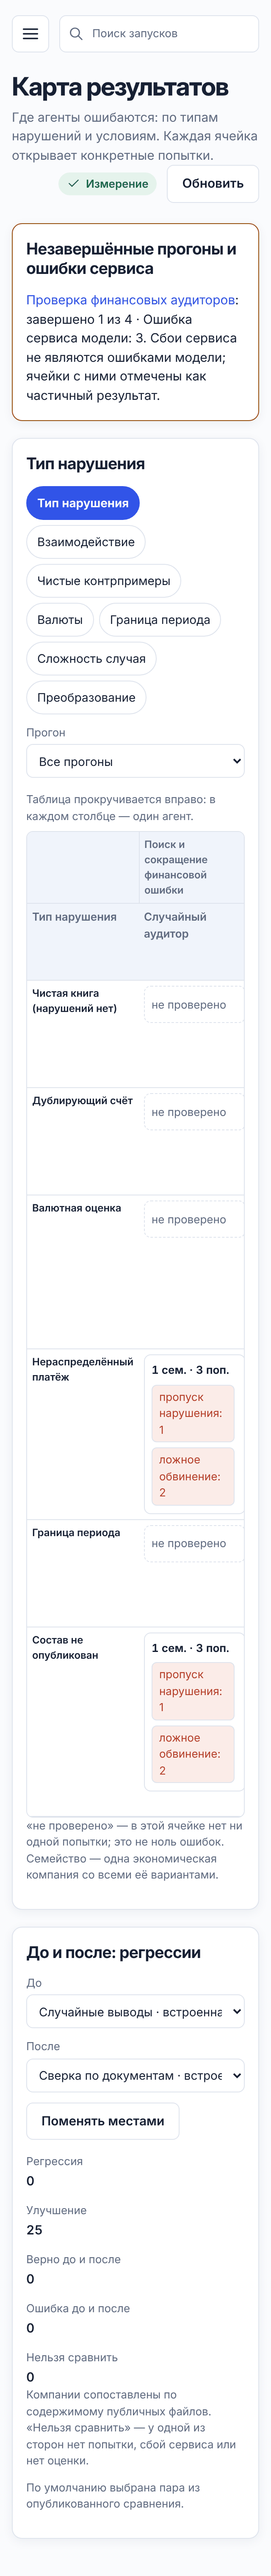 Поиск запусков
Карта результатов
Где агенты ошибаются: по типам
нарушений и условиям. Каждая ячейка
открывает конкретные попытки.
Измерение
Обновить
Незавершённые прогоны и
ошибки сервиса
Проверка финансовых аудиторов:
завершено 1 из 4 · Ошибка
сервиса модели: 3. Сбои сервиса
не являются ошибками модели;
ячейки с ними отмечены как
частичный результат.
Тип нарушения
Тип нарушения
Взаимодействие
Чистые контрпримеры
Валюты
Граница периода
Сложность случая
Преобразование
Прогон
Все прогоны
Таблица прокручивается вправо: в
каждом столбце — один агент.
Поиск и
сокращение
финансовой
ошибки
Тип нарушения
Случайный
аудитор
Чистая книга
(нарушений нет)
не проверено
Дублирующий счёт
не проверено
Валютная оценка
не проверено
Нераспределённый
платёж
1 сем. · 3 поп.
пропуск
нарушения:
1
ложное
обвинение:
2
Граница периода
не проверено
Состав не
опубликован
1 сем. · 3 поп.
пропуск
нарушения:
1
ложное
обвинение:
2
«не проверено» — в этой ячейке нет ни
одной попытки; это не ноль ошибок.
Семейство — одна экономическая
компания со всеми её вариантами.
До и после: регрессии
До
Случайные выводы · встроенна
После
Сверка по документам · встрое
Поменять местами
Регрессия
0
Улучшение
25
Верно до и после
0
Ошибка до и после
0
Нельзя сравнить
0
Компании сопоставлены по
содержимому публичных файлов.
«Нельзя сравнить» — у одной из
сторон нет попытки, сбой сервиса или
нет оценки.
По умолчанию выбрана пара из
опубликованного сравнения.